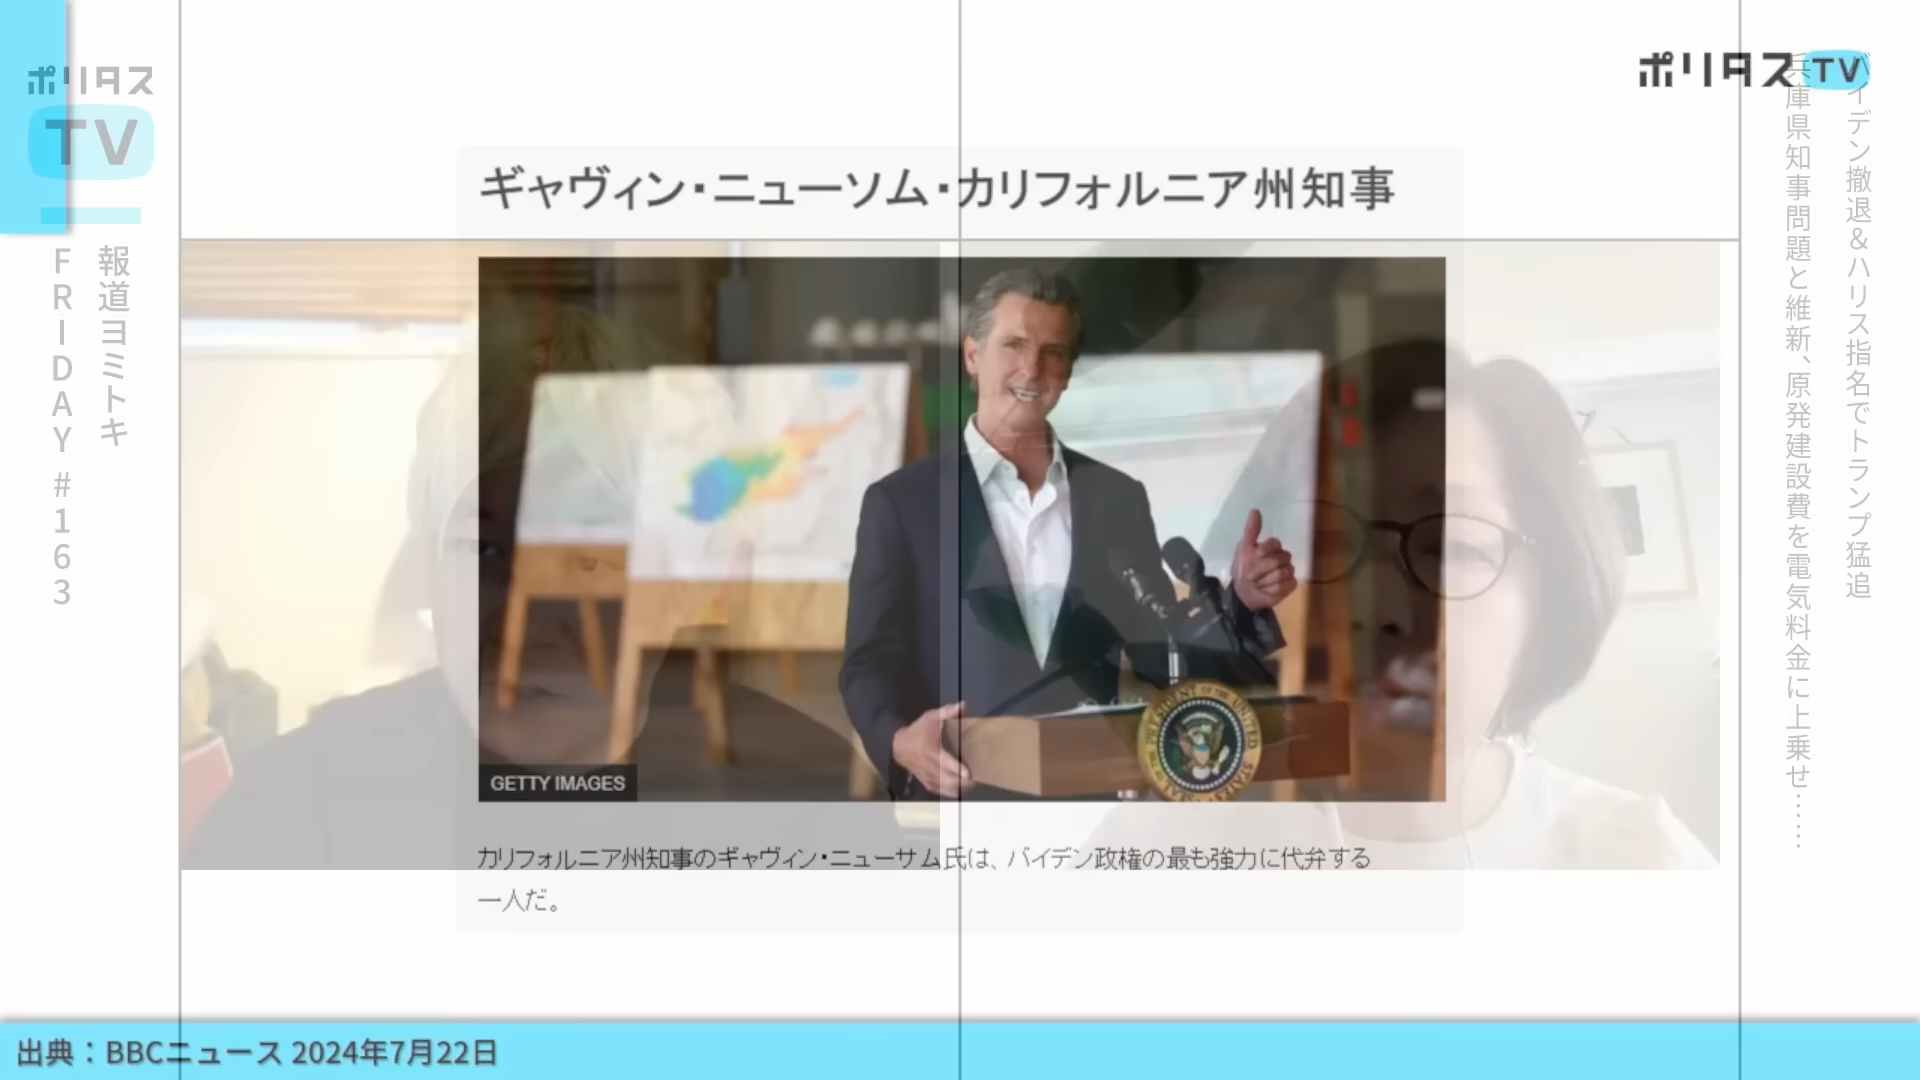 ポリタス
TV
報道ヨミトキ
FRIDAY #163
ポリタス TV
バイデン撤退&ハリス指名でトランプ猛追
兵庫県知事問題と維新、原発建設費を電気料金に上乗せ……
ギャヴィン・ニューソム・カリフォルニア州知事
GETTY IMAGES
カリフォルニア州知事のギャヴィン・ニューサム氏は、バイデン政権の最も強力に代弁する
一人だ。
出典：BBCニュース 2024年7月22日